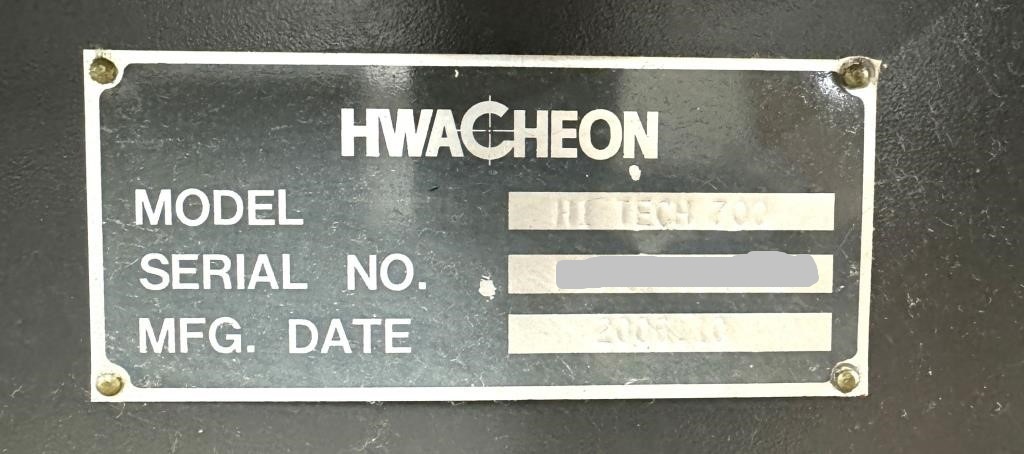 HWACHEON
MODEL HI TECH 700
SERIAL NO.
MFG. DATE